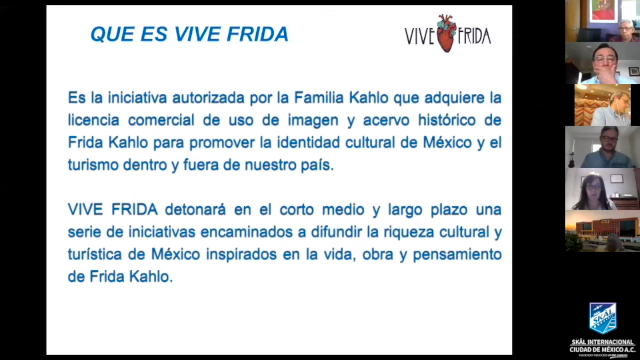 QUE ES VIVE FRIDA
VIVE FRIDA
Es la iniciativa autorizada por la Familia Kahlo que adquiere la
licencia comercial de uso de imagen y acervo histórico de
Frida Kahlo para promover la identidad cultural de México y el
turismo dentro y fuera de nuestro país.
VIVE FRIDA detonará en el corto medio y largo plazo una
serie de iniciativas encaminados a difundir la riqueza cultural y
turística de México inspirados en la vida, obra y pensamiento
de Frida Kahlo.
SKÅL
SKÅL INTERNACIONAL
CIUDAD DE MÉXICO A.C.